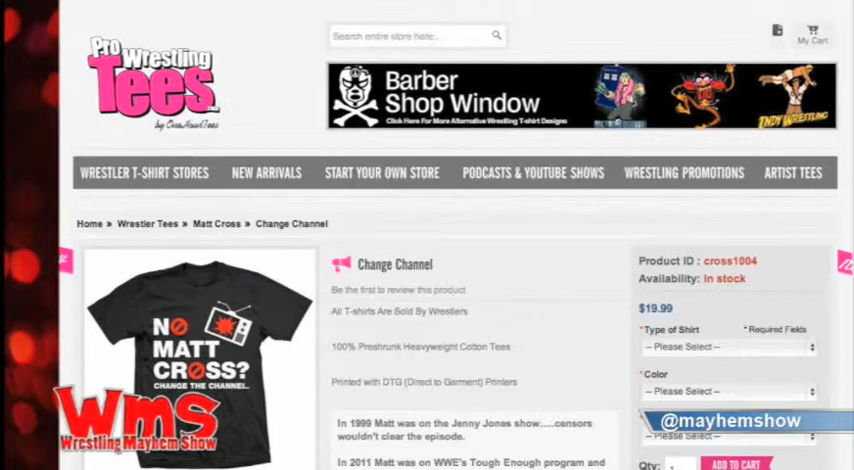 Pro
Wrestling
Tees
by OneHourTees
Search entire store here..
My Cart
Barber
Shop Window
Click Here For More Alternative Wrestling T-shirt Designs
INDY WRESTLING
WRESTLER T-SHIRT STORES NEW ARRIVALS START YOUR OWN STORE PODCASTS & YOUTUBE SHOWS WRESTLING PROMOTIONS ARTIST TEES
Home » Wrestler Tees » Matt Cross » Change Channel
Change Channel
Be the first to review this product
All T-shirts Are Sold By Wrestlers
100% Preshrunk Heavyweight Cotton Tees
Printed with DTG (Direct to Garment) Printers
In 1999 Matt was on the Jenny Jones show:....censors
wouldn't clear the episode.
In 2011 Matt was on WWE's Tough Enough program and
Product ID : cross1004
Availability: In stock
$19.99
*Type of Shirt * Required Fields
-- Please Select --
*Color
-- Please Select --
-- Please Select --
Qty: 1 ADD TO CART
NO
MATT
CROSS?
CHANGE THE CHANNEL.
WMS
Wrestling Mayhem Show
@mayhemshow